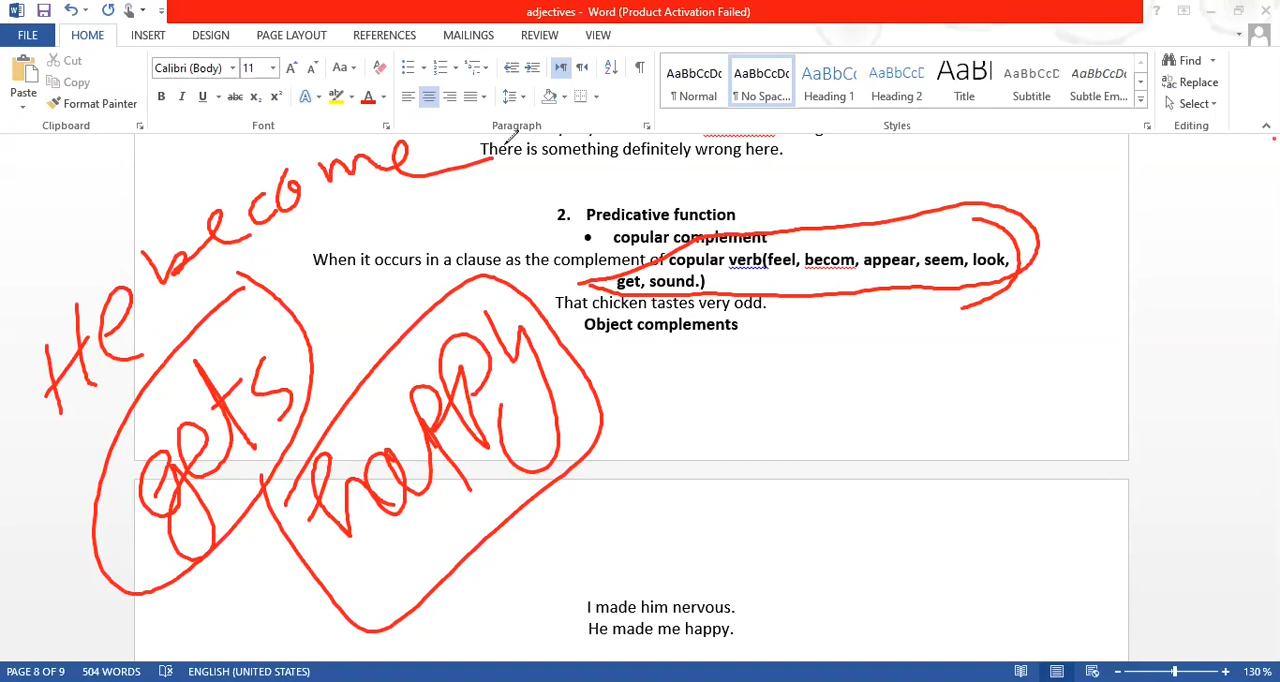 adjectives - Word (Product Activation Failed)
FILE HOME INSERT DESIGN PAGE LAYOUT REFERENCES MAILINGS REVIEW VIEW
Cut
Copy
Paste
Format Painter
Calibri (Body) 11
AaBbCcDc AaBbCcDc AaBbCc AaBbCcD AaBl AaBbCcD AaBbCcDc
¶ Normal ¶ No Spac... Heading 1 Heading 2 Title Subtitle Subtle Em...
Find
Replace
Select
Clipboard Font Paragraph Styles Editing
There is something definitely wrong here.
2. Predicative function
• copular complement
When it occurs in a clause as the complement of copular verb(feel, becom, appear, seem, look,
get, sound.)
That chicken tastes very odd.
Object complements
He become
gets happy
I made him nervous.
He made me happy.
PAGE 8 OF 9 504 WORDS ENGLISH (UNITED STATES) 130 %